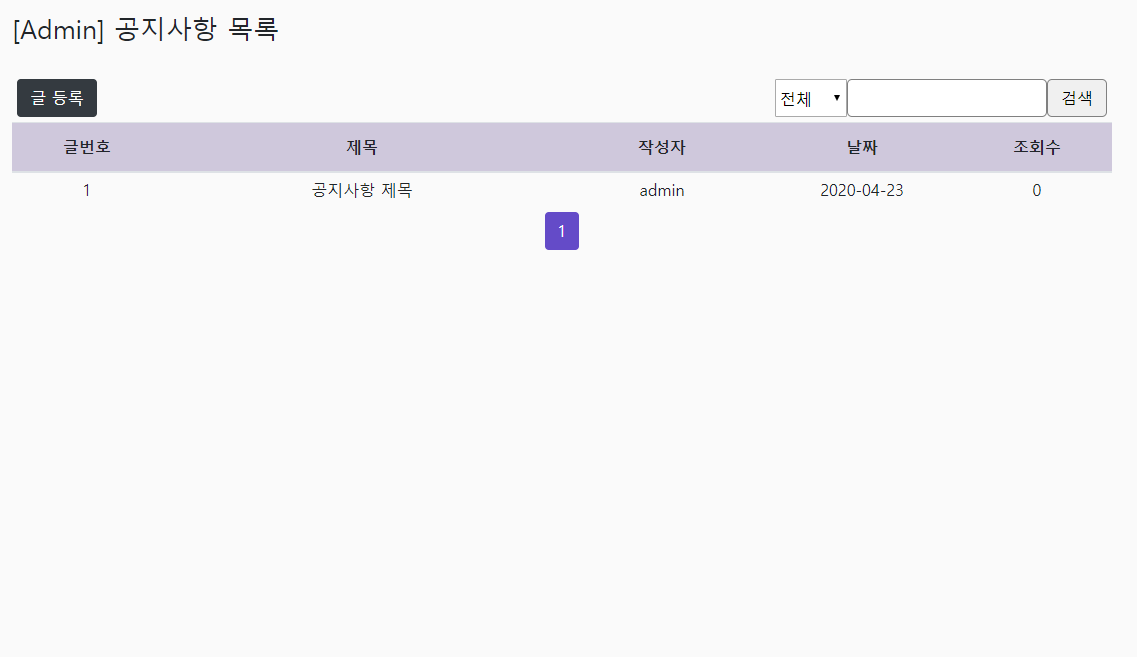 [Admin] 공지사항 목록
글 등록 전체 검색
글번호 제목 작성자 날짜 조회수
1 공지사항 제목 admin 2020-04-23 0
1